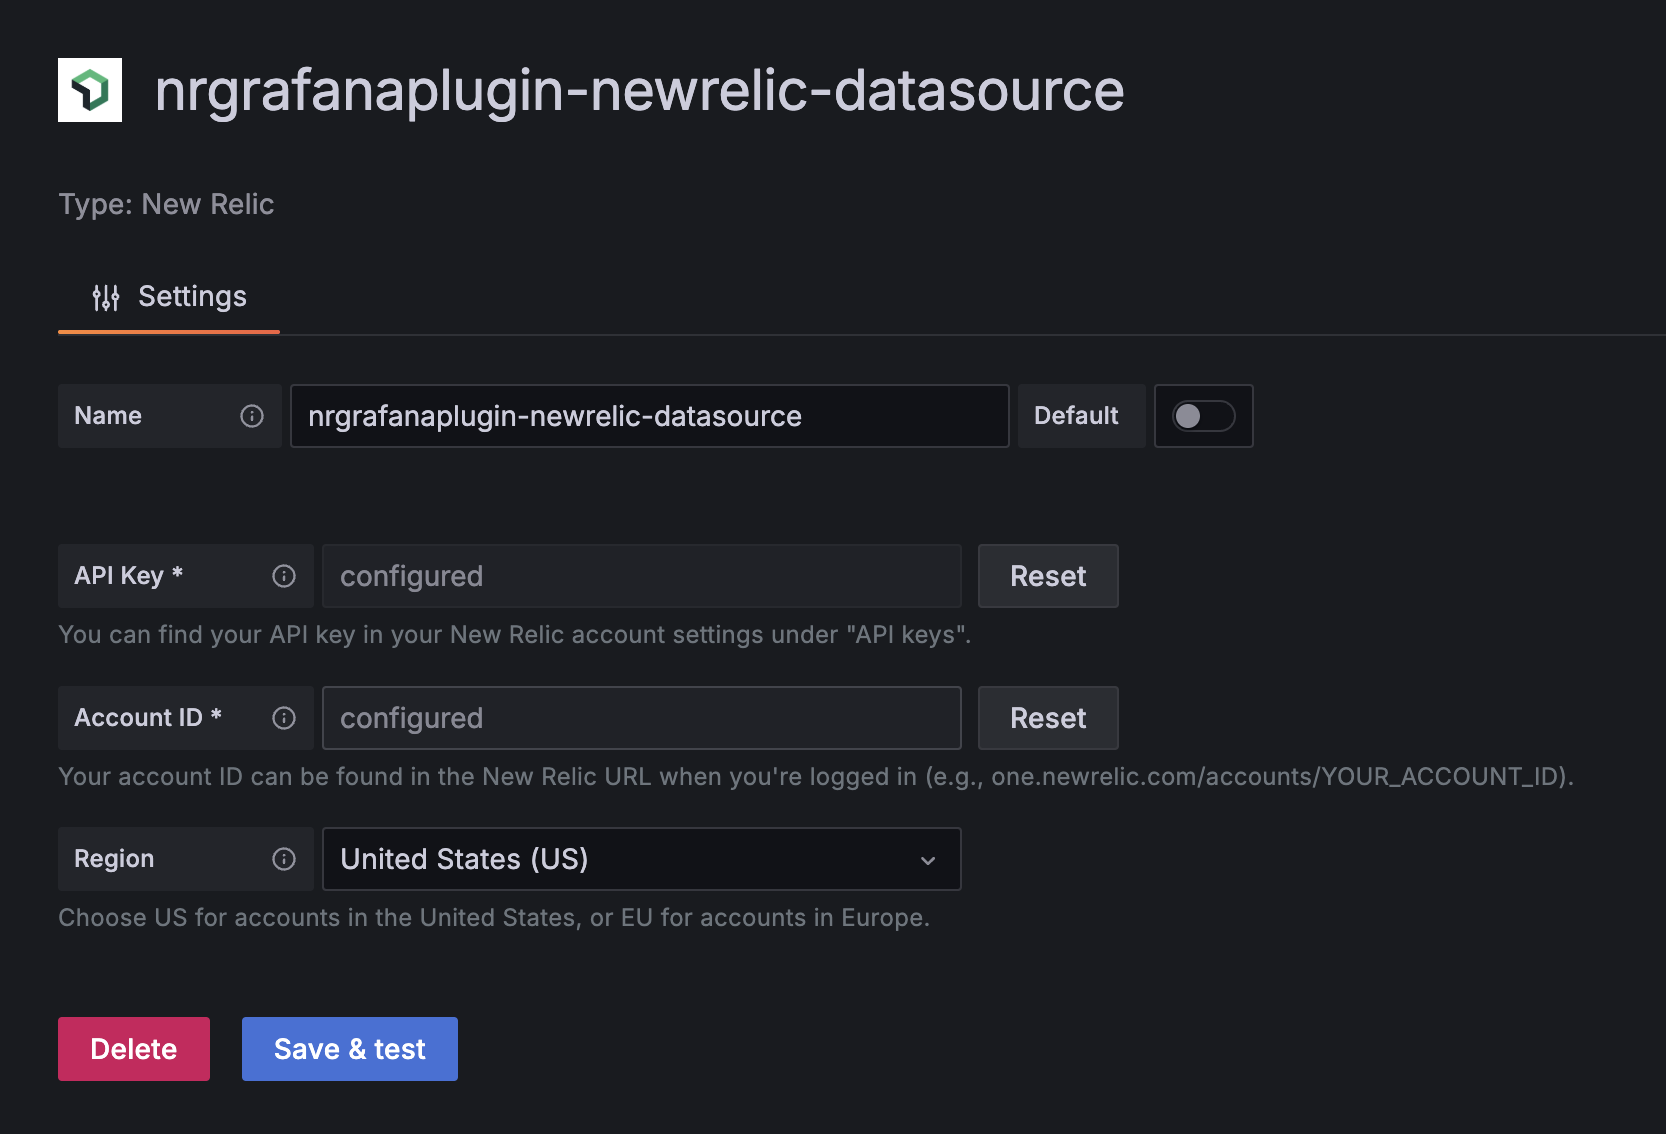 nrgrafanaplugin-newrelic-datasource
Type: New Relic
Settings
Name
nrgrafanaplugin-newrelic-datasource
Default
API Key *
configured
Reset
You can find your API key in your New Relic account settings under "API keys".
Account ID *
configured
Reset
Your account ID can be found in the New Relic URL when you're logged in (e.g., one.newrelic.com/accounts/YOUR_ACCOUNT_ID).
Region
United States (US)
Choose US for accounts in the United States, or EU for accounts in Europe.
Delete
Save & test